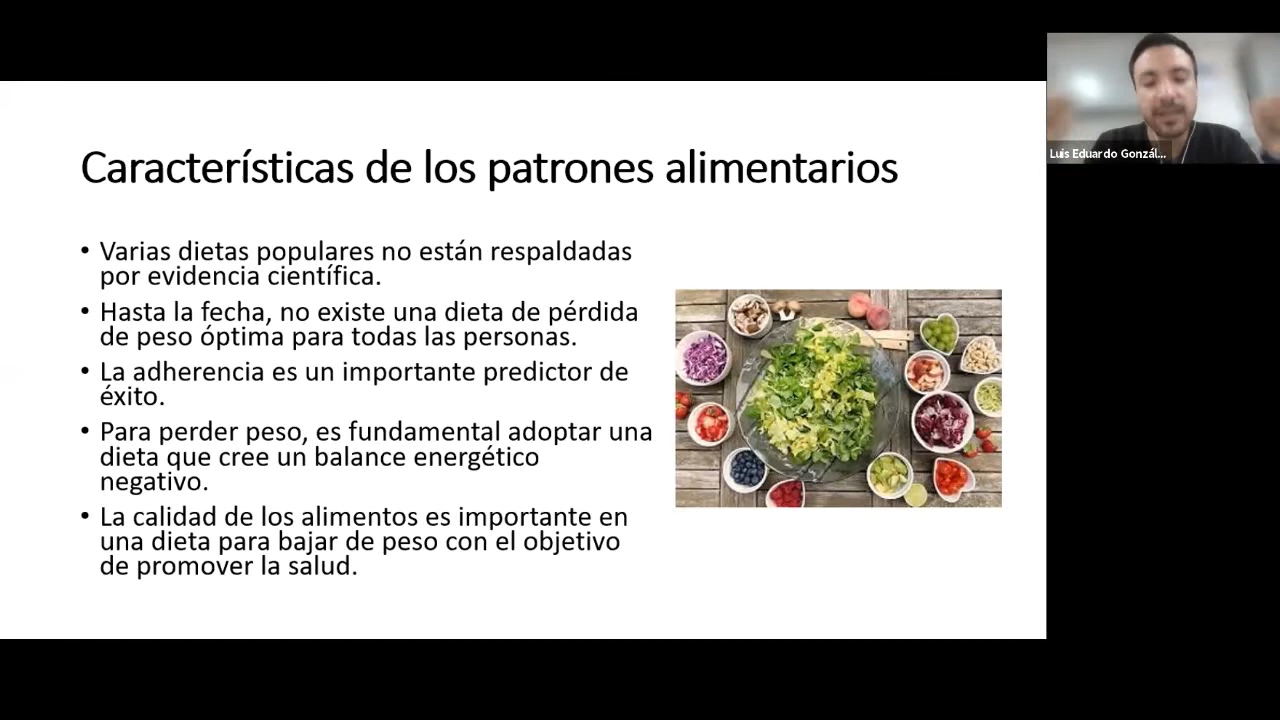 Características de los patrones alimentarios
• Varias dietas populares no están respaldadas
por evidencia científica.
• Hasta la fecha, no existe una dieta de pérdida
de peso óptima para todas las personas.
• La adherencia es un importante predictor de
éxito.
• Para perder peso, es fundamental adoptar una
dieta que cree un balance energético
negativo.
• La calidad de los alimentos es importante en
una dieta para bajar de peso con el objetivo
de promover la salud.
Luis Eduardo Gonzál...